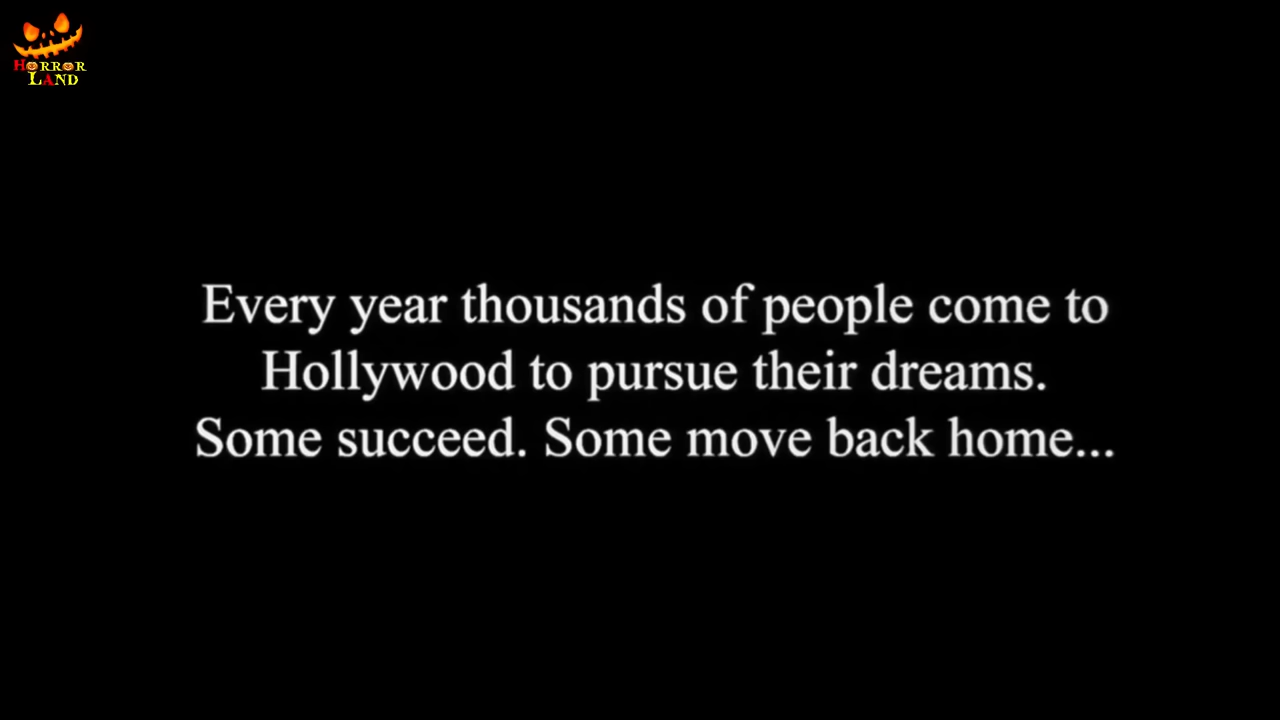 HORROR
LAND
Every year thousands of people come to
Hollywood to pursue their dreams.
Some succeed. Some move back home...